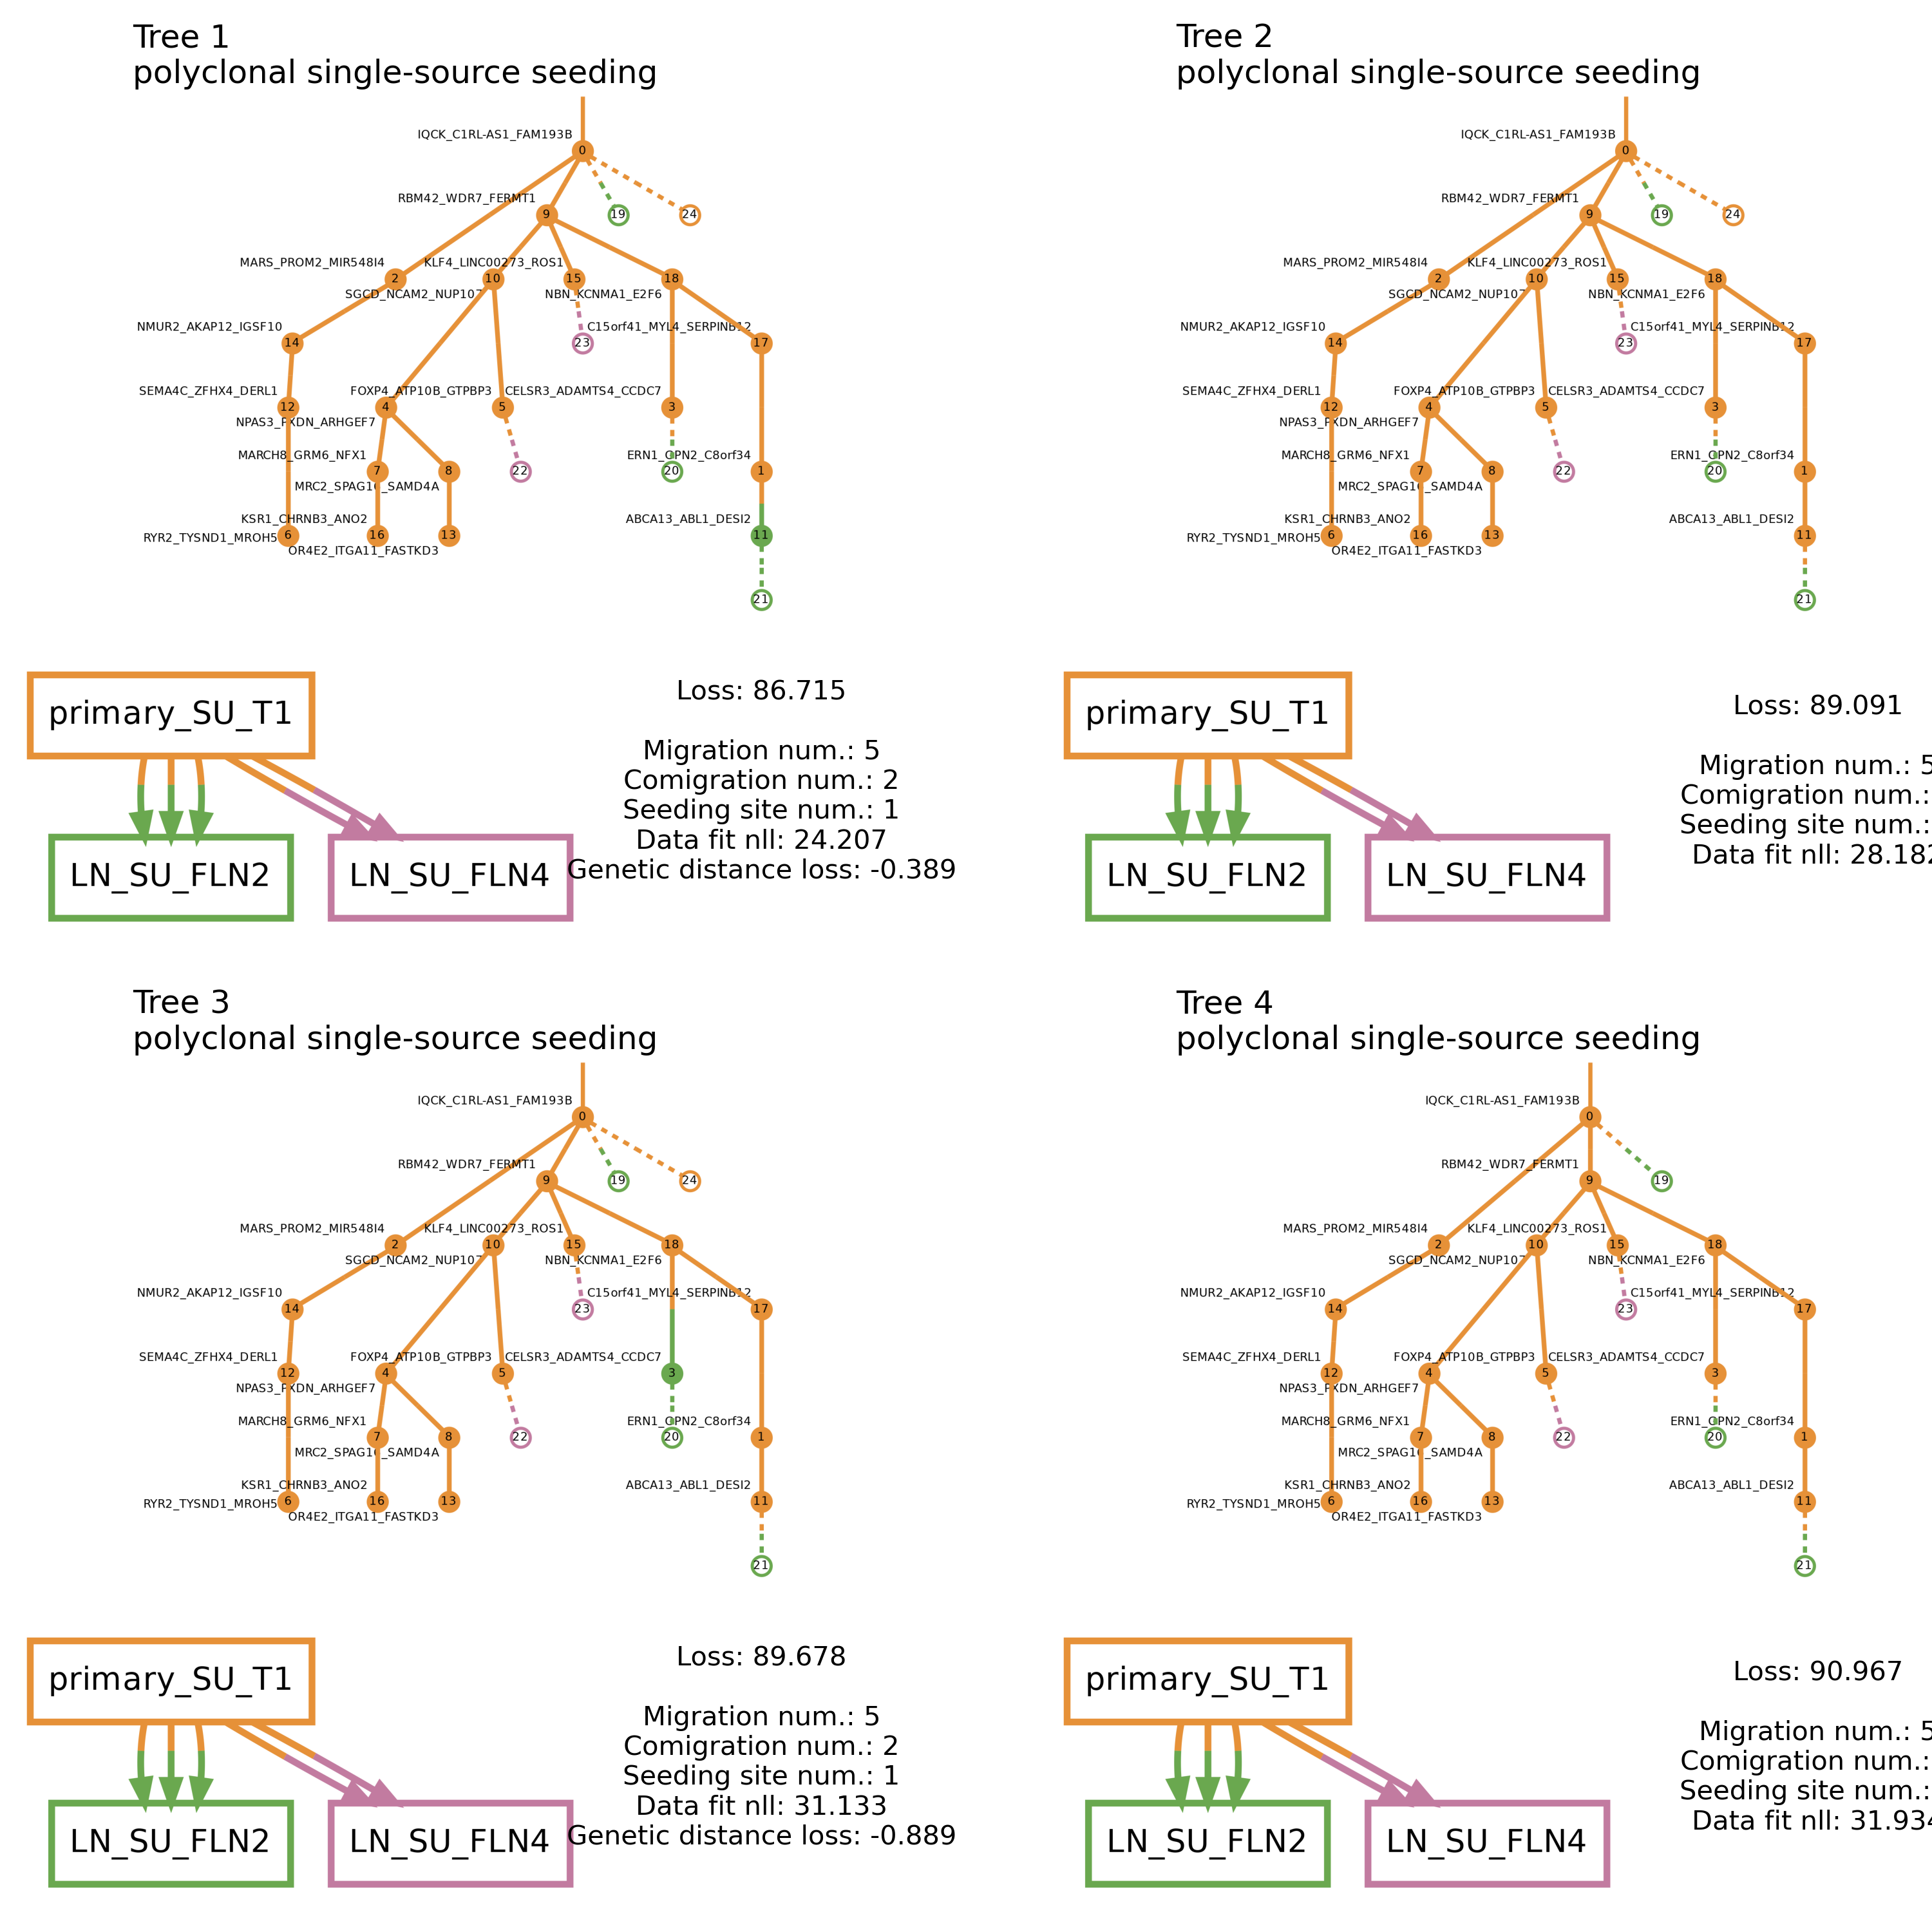 Tree 1
polyclonal single-source seeding
IQCK_C1RL-AS1_FAM193B
0
RBM42_WDR7_FERMT1
9
19
24
MARS_PROM2_MIR548I4
2
KLF4_LINC00273_ROS1
10
15
18
SGCD_NCAM2_NUP107
NBN_KCNMA1_E2F6
NMUR2_AKAP12_IGSF10
14
23
C15orf41_MYL4_SERPINB12
17
SEMA4C_ZFHX4_DERL1
12
FOXP4_ATP10B_GTPBP3
4
5
CELSR3_ADAMTS4_CCDC7
3
NPAS3_PXDN_ARHGEF7
MARCH8_GRM6_NFX1
7
8
22
20
ERN1_OPN2_C8orf34
1
MRC2_SPAG16_SAMD4A
KSR1_CHRNB3_ANO2
ABCA13_ABL1_DESI2
RYR2_TYSND1_MROH5
6
16
13
11
OR4E2_ITGA11_FASTKD3
21
primary_SU_T1
LN_SU_FLN2
LN_SU_FLN4
Loss: 86.715
Migration num.: 5
Comigration num.: 2
Seeding site num.: 1
Data fit nll: 24.207
Genetic distance loss: -0.389
Tree 2
polyclonal single-source seeding
IQCK_C1RL-AS1_FAM193B
0
RBM42_WDR7_FERMT1
9
19
24
MARS_PROM2_MIR548I4
2
KLF4_LINC00273_ROS1
10
15
18
SGCD_NCAM2_NUP107
NBN_KCNMA1_E2F6
NMUR2_AKAP12_IGSF10
14
23
C15orf41_MYL4_SERPINB12
17
SEMA4C_ZFHX4_DERL1
12
FOXP4_ATP10B_GTPBP3
4
5
CELSR3_ADAMTS4_CCDC7
3
NPAS3_PXDN_ARHGEF7
MARCH8_GRM6_NFX1
7
8
22
20
ERN1_OPN2_C8orf34
1
MRC2_SPAG16_SAMD4A
KSR1_CHRNB3_ANO2
ABCA13_ABL1_DESI2
RYR2_TYSND1_MROH5
6
16
13
11
OR4E2_ITGA11_FASTKD3
21
primary_SU_T1
LN_SU_FLN2
LN_SU_FLN4
Loss: 89.091
Migration num.: 5
Comigration num.:
Seeding site num.:
Data fit nll: 28.182
Tree 3
polyclonal single-source seeding
IQCK_C1RL-AS1_FAM193B
0
RBM42_WDR7_FERMT1
9
19
24
MARS_PROM2_MIR548I4
2
KLF4_LINC00273_ROS1
10
15
18
SGCD_NCAM2_NUP107
NBN_KCNMA1_E2F6
NMUR2_AKAP12_IGSF10
14
23
C15orf41_MYL4_SERPINB12
17
SEMA4C_ZFHX4_DERL1
12
FOXP4_ATP10B_GTPBP3
4
5
CELSR3_ADAMTS4_CCDC7
3
NPAS3_PXDN_ARHGEF7
MARCH8_GRM6_NFX1
7
8
22
20
ERN1_OPN2_C8orf34
1
MRC2_SPAG16_SAMD4A
KSR1_CHRNB3_ANO2
ABCA13_ABL1_DESI2
RYR2_TYSND1_MROH5
6
16
13
11
OR4E2_ITGA11_FASTKD3
21
primary_SU_T1
LN_SU_FLN2
LN_SU_FLN4
Loss: 89.678
Migration num.: 5
Comigration num.: 2
Seeding site num.: 1
Data fit nll: 31.133
Genetic distance loss: -0.889
Tree 4
polyclonal single-source seeding
IQCK_C1RL-AS1_FAM193B
0
RBM42_WDR7_FERMT1
9
19
MARS_PROM2_MIR548I4
2
KLF4_LINC00273_ROS1
10
15
18
SGCD_NCAM2_NUP107
NBN_KCNMA1_E2F6
NMUR2_AKAP12_IGSF10
14
23
C15orf41_MYL4_SERPINB12
17
SEMA4C_ZFHX4_DERL1
12
FOXP4_ATP10B_GTPBP3
4
5
CELSR3_ADAMTS4_CCDC7
3
NPAS3_PXDN_ARHGEF7
MARCH8_GRM6_NFX1
7
8
22
20
ERN1_OPN2_C8orf34
1
MRC2_SPAG16_SAMD4A
KSR1_CHRNB3_ANO2
ABCA13_ABL1_DESI2
RYR2_TYSND1_MROH5
6
16
13
11
OR4E2_ITGA11_FASTKD3
21
primary_SU_T1
LN_SU_FLN2
LN_SU_FLN4
Loss: 90.967
Migration num.: 5
Comigration num.:
Seeding site num.:
Data fit nll: 31.934